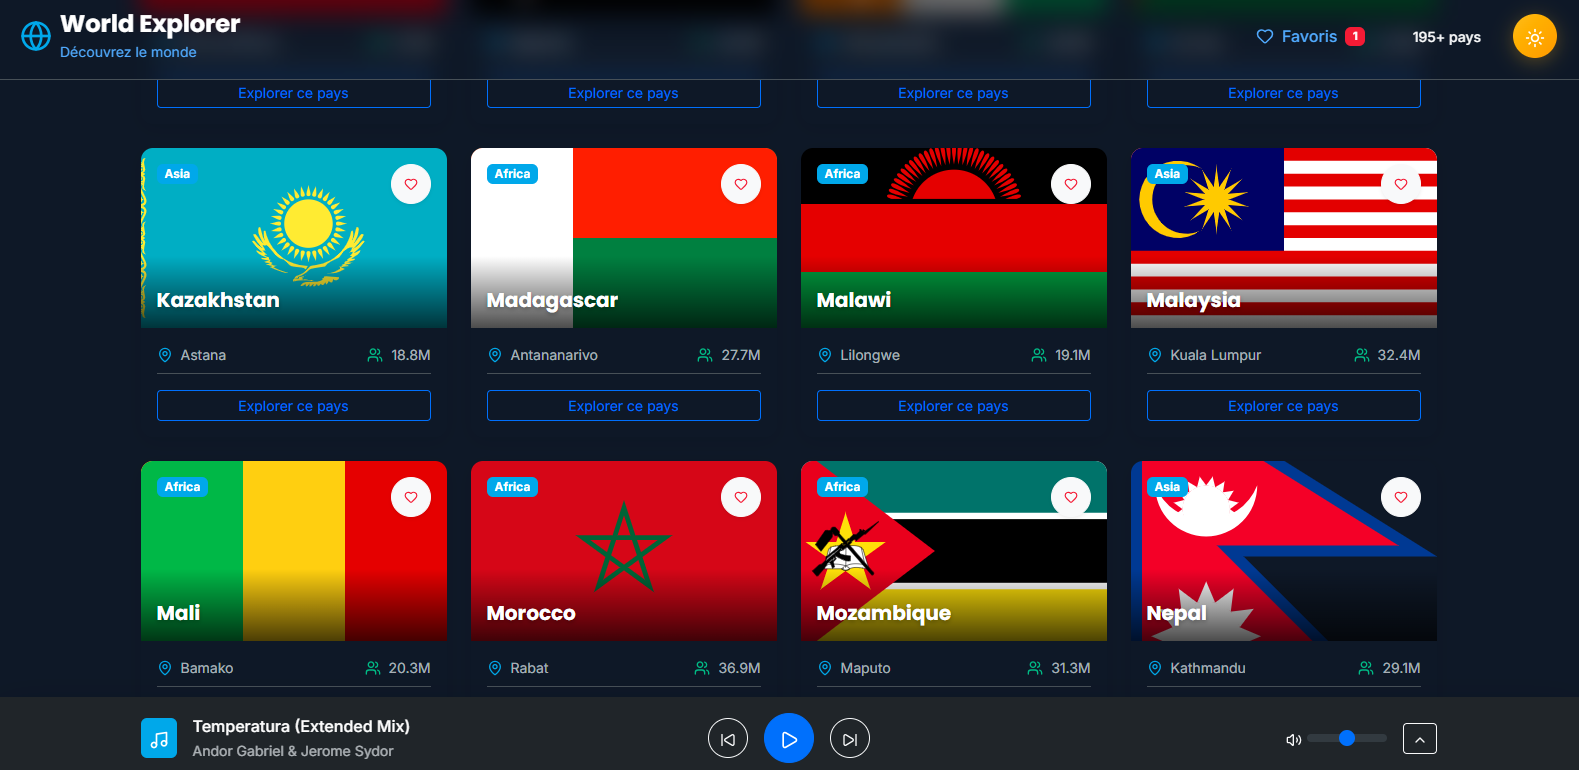 World Explorer
Découvrez le monde
Favoris 1
195+ pays
Explorer ce pays
Explorer ce pays
Explorer ce pays
Explorer ce pays
Asia
Africa
Africa
Asia
Kazakhstan
Madagascar
Malawi
Malaysia
Astana 18.8M
Antananarivo 27.7M
Lilongwe 19.1M
Kuala Lumpur 32.4M
Explorer ce pays
Explorer ce pays
Explorer ce pays
Explorer ce pays
Africa
Africa
Africa
Asia
Mali
Morocco
Mozambique
Nepal
Bamako 20.3M
Rabat 36.9M
Maputo 31.3M
Kathmandu 29.1M
Temperatura (Extended Mix)
Andor Gabriel & Jerome Sydor